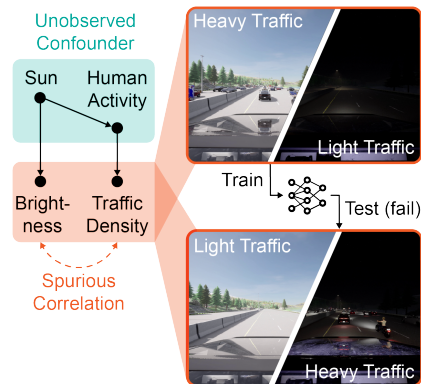 Unobserved
Confounder
Sun
Human
Activity
Bright-
ness
Traffic
Density
Spurious
Correlation
Heavy Traffic
Light Traffic
Train
Test (fail)
Light Traffic
Heavy Traffic